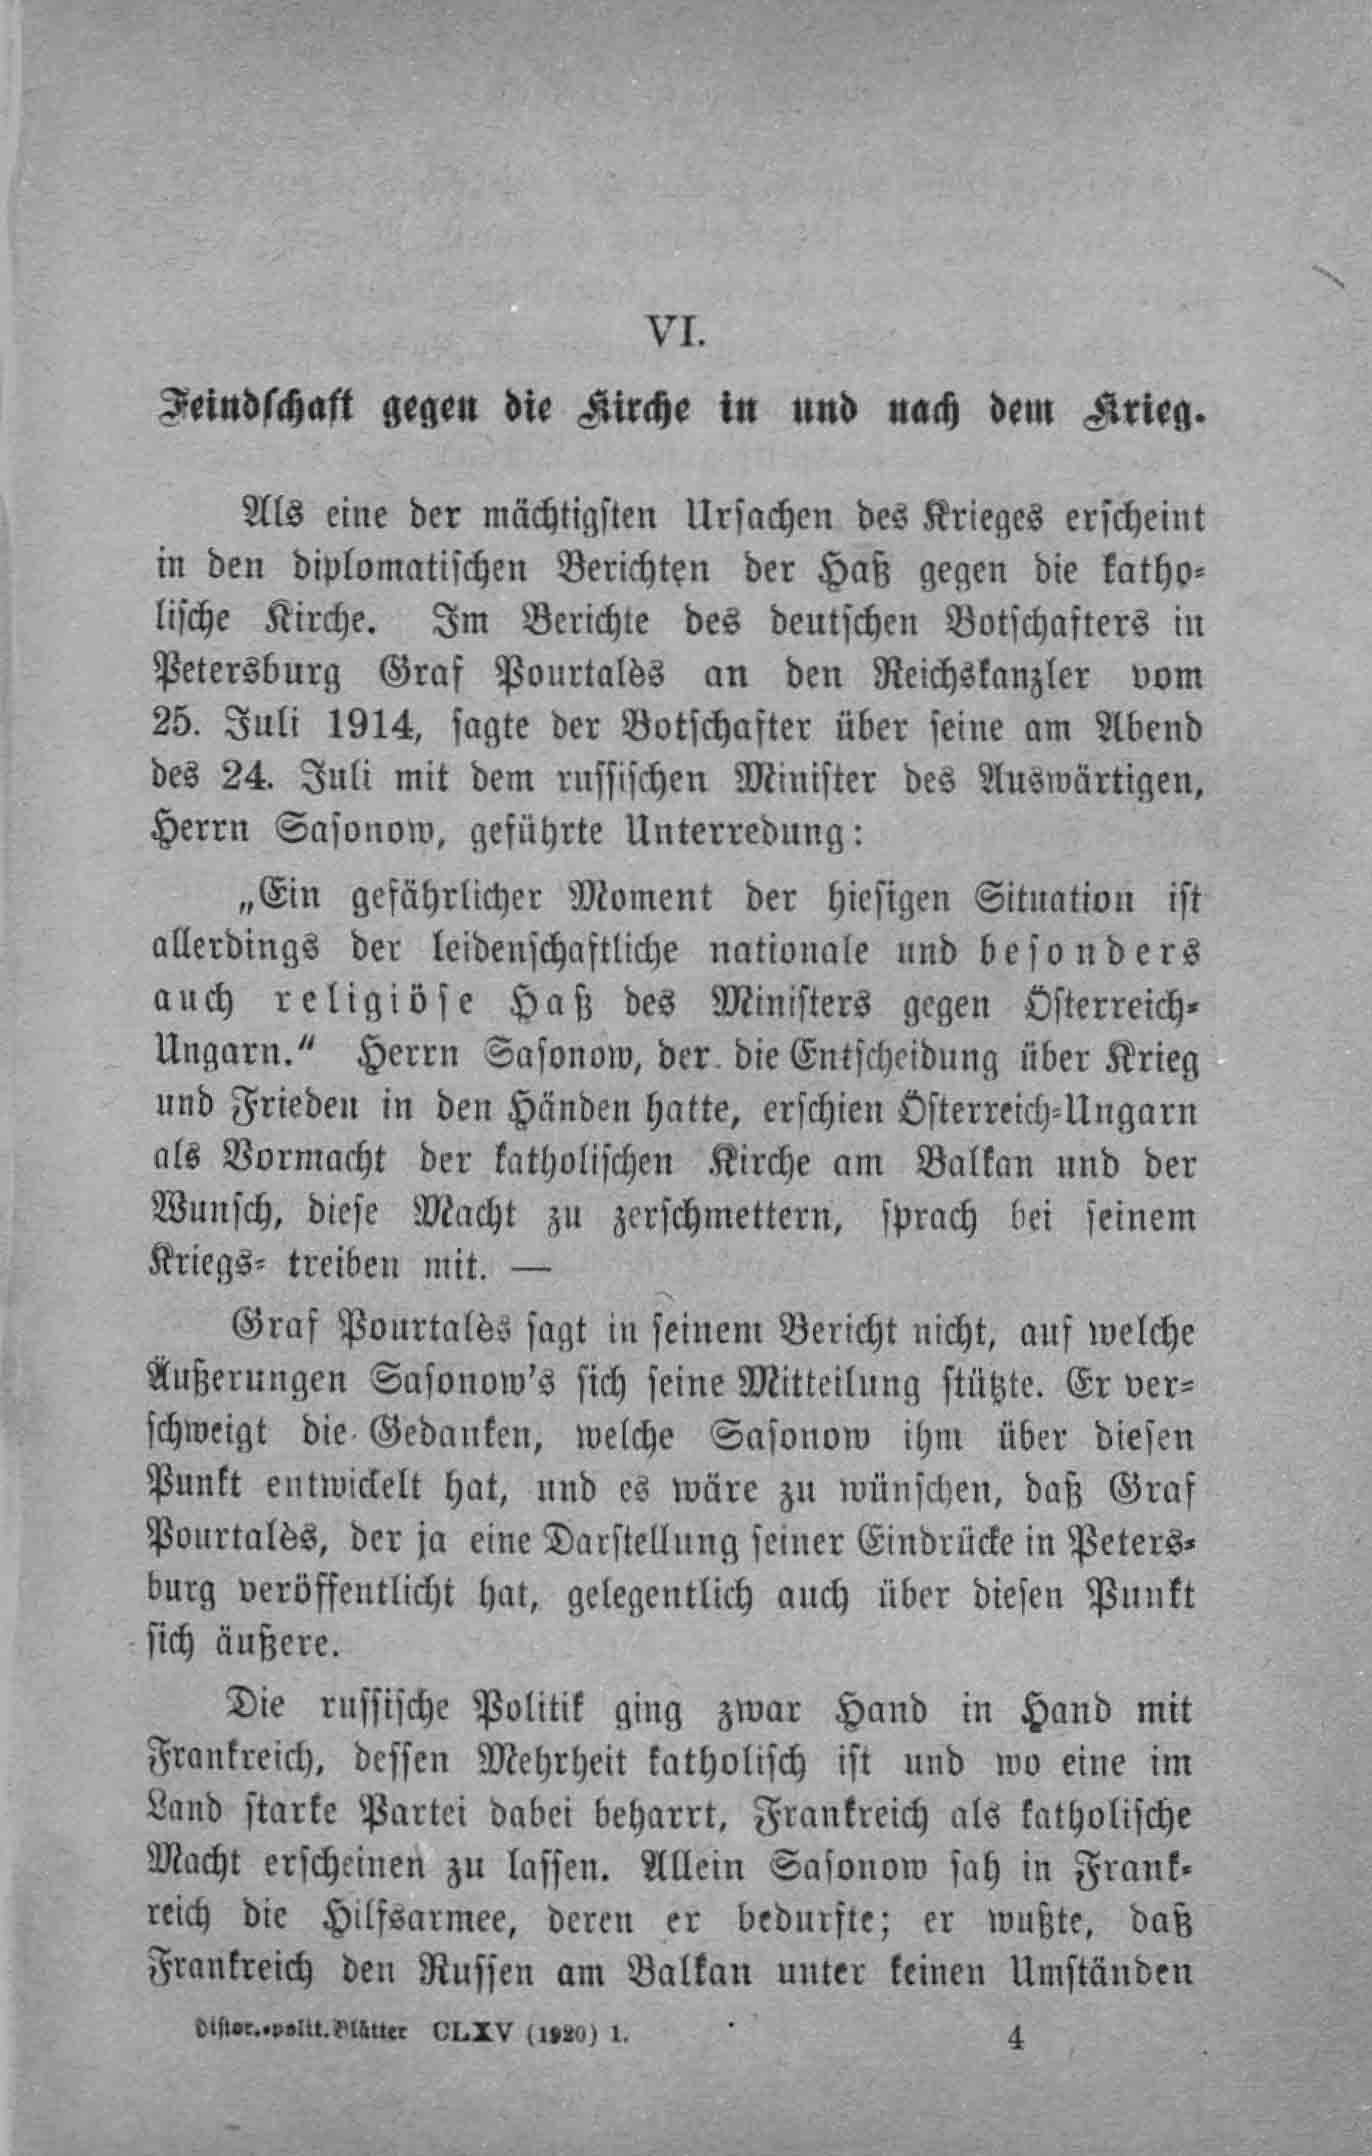 VI.
Feindschaft gegen die Kirche in und nach dem Krieg.
Als eine der mächtigsten Ursachen des Krieges erscheint
in den diplomatischen Berichten der Haß gegen die katho-
lische Kirche. Im Berichte des deutschen Botschafters in
Petersburg Graf Pourtalès an den Reichskanzler vom
25. Juli 1914, sagte der Botschafter über seine am Abend
des 24. Juli mit dem russischen Minister des Auswärtigen,
Herrn Sasonow, geführte Unterredung:
„Ein gefährlicher Moment der hiesigen Situation ist
allerdings der leidenschaftliche nationale und besonders
auch religiöse Haß des Ministers gegen Österreich-
Ungarn." Herrn Sasonow, der die Entscheidung über Krieg
und Frieden in den Händen hatte, erschien Österreich-Ungarn
als Vormacht der katholischen Kirche am Balkan und der
Wunsch, diese Macht zu zerschmettern, sprach bei seinem
Kriegs- treiben mit. —
Graf Pourtalès sagt in seinem Bericht nicht, auf welche
Äußerungen Sasonow's sich seine Mitteilung stützte. Er ver-
schweigt die Gedanken, welche Sasonow ihm über diesen
Punkt entwickelt hat, und es wäre zu wünschen, daß Graf
Pourtalès, der ja eine Darstellung seiner Eindrücke in Peters-
burg veröffentlicht hat, gelegentlich auch über diesen Punkt
sich äußere.
Die russische Politik ging zwar Hand in Hand mit
Frankreich, dessen Mehrheit katholisch ist und wo eine im
Land starke Partei dabei beharrt, Frankreich als katholische
Macht erscheinen zu lassen. Allein Sasonow sah in Frank-
reich die Hilfsarmee, deren er bedurfte; er wußte, daß
Frankreich den Russen am Balkan unter keinen Umständen
Histor.-polit. Blätter CLXV (1920) 1. 4